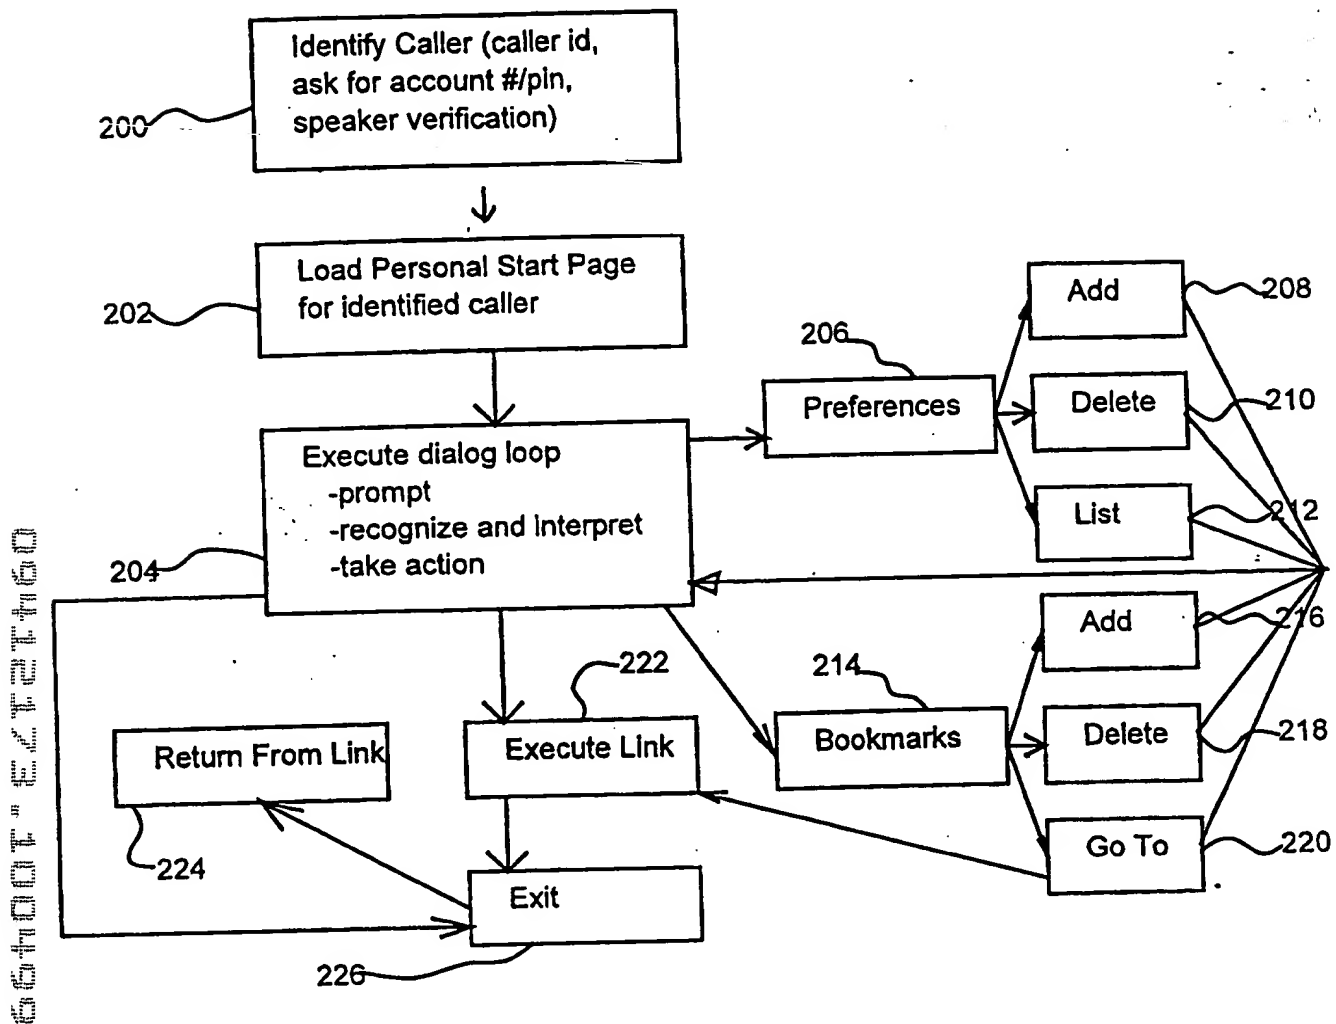 Identify Caller (caller id,
ask for account #/pin,
speaker verification)
200
Load Personal Start Page
for identified caller
202
Execute dialog loop
-prompt
-recognize and interpret
-take action
204
206
Preferences
Add
208
Delete
210
List
212
Add
216
214
Bookmarks
Delete
218
Go To
220
222
Execute Link
Return From Link
224
Exit
226